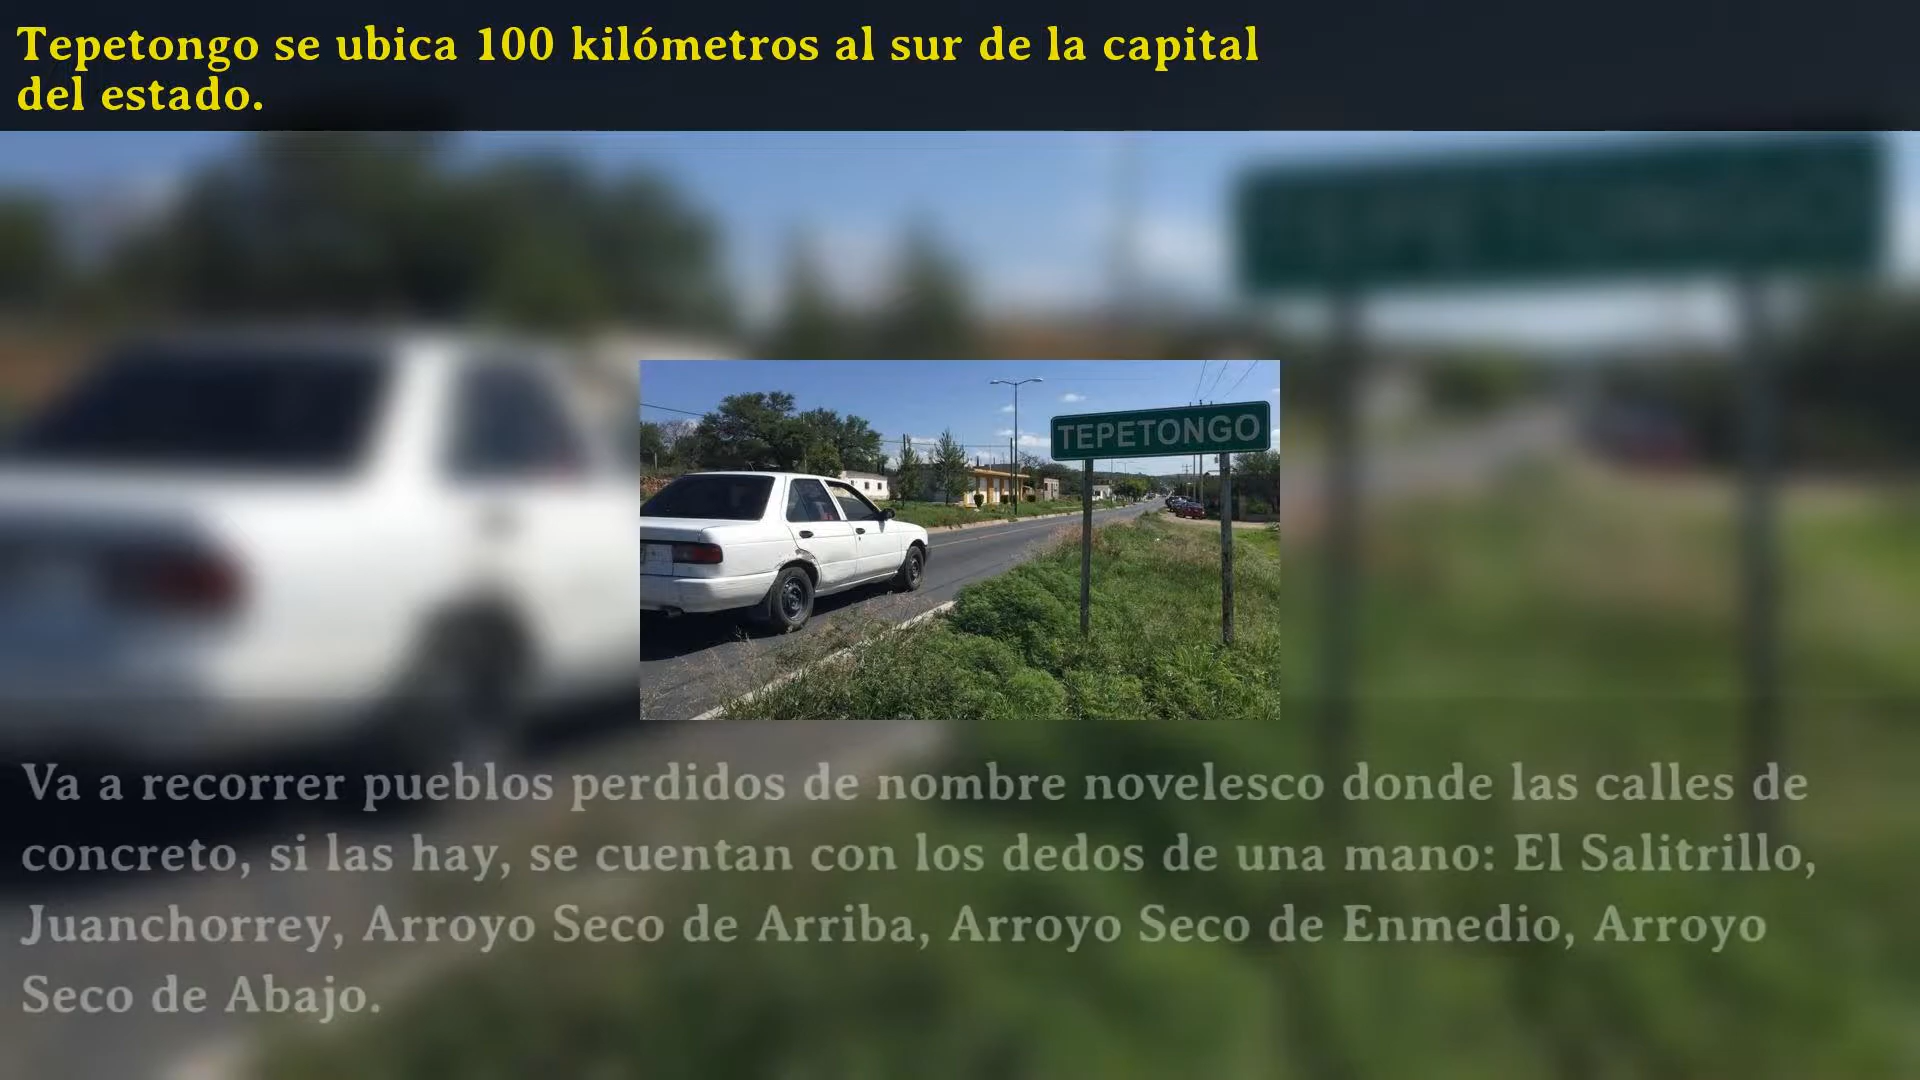 Tepetongo se ubica 100 kilómetros al sur de la capital
del estado.
TEPETONGO
Va a recorrer pueblos perdidos de nombre novelesco donde las calles de
concreto, si las hay, se cuentan con los dedos de una mano: El Salitrillo,
Juanchorrey, Arroyo Seco de Arriba, Arroyo Seco de Enmedio, Arroyo
Seco de Abajo.